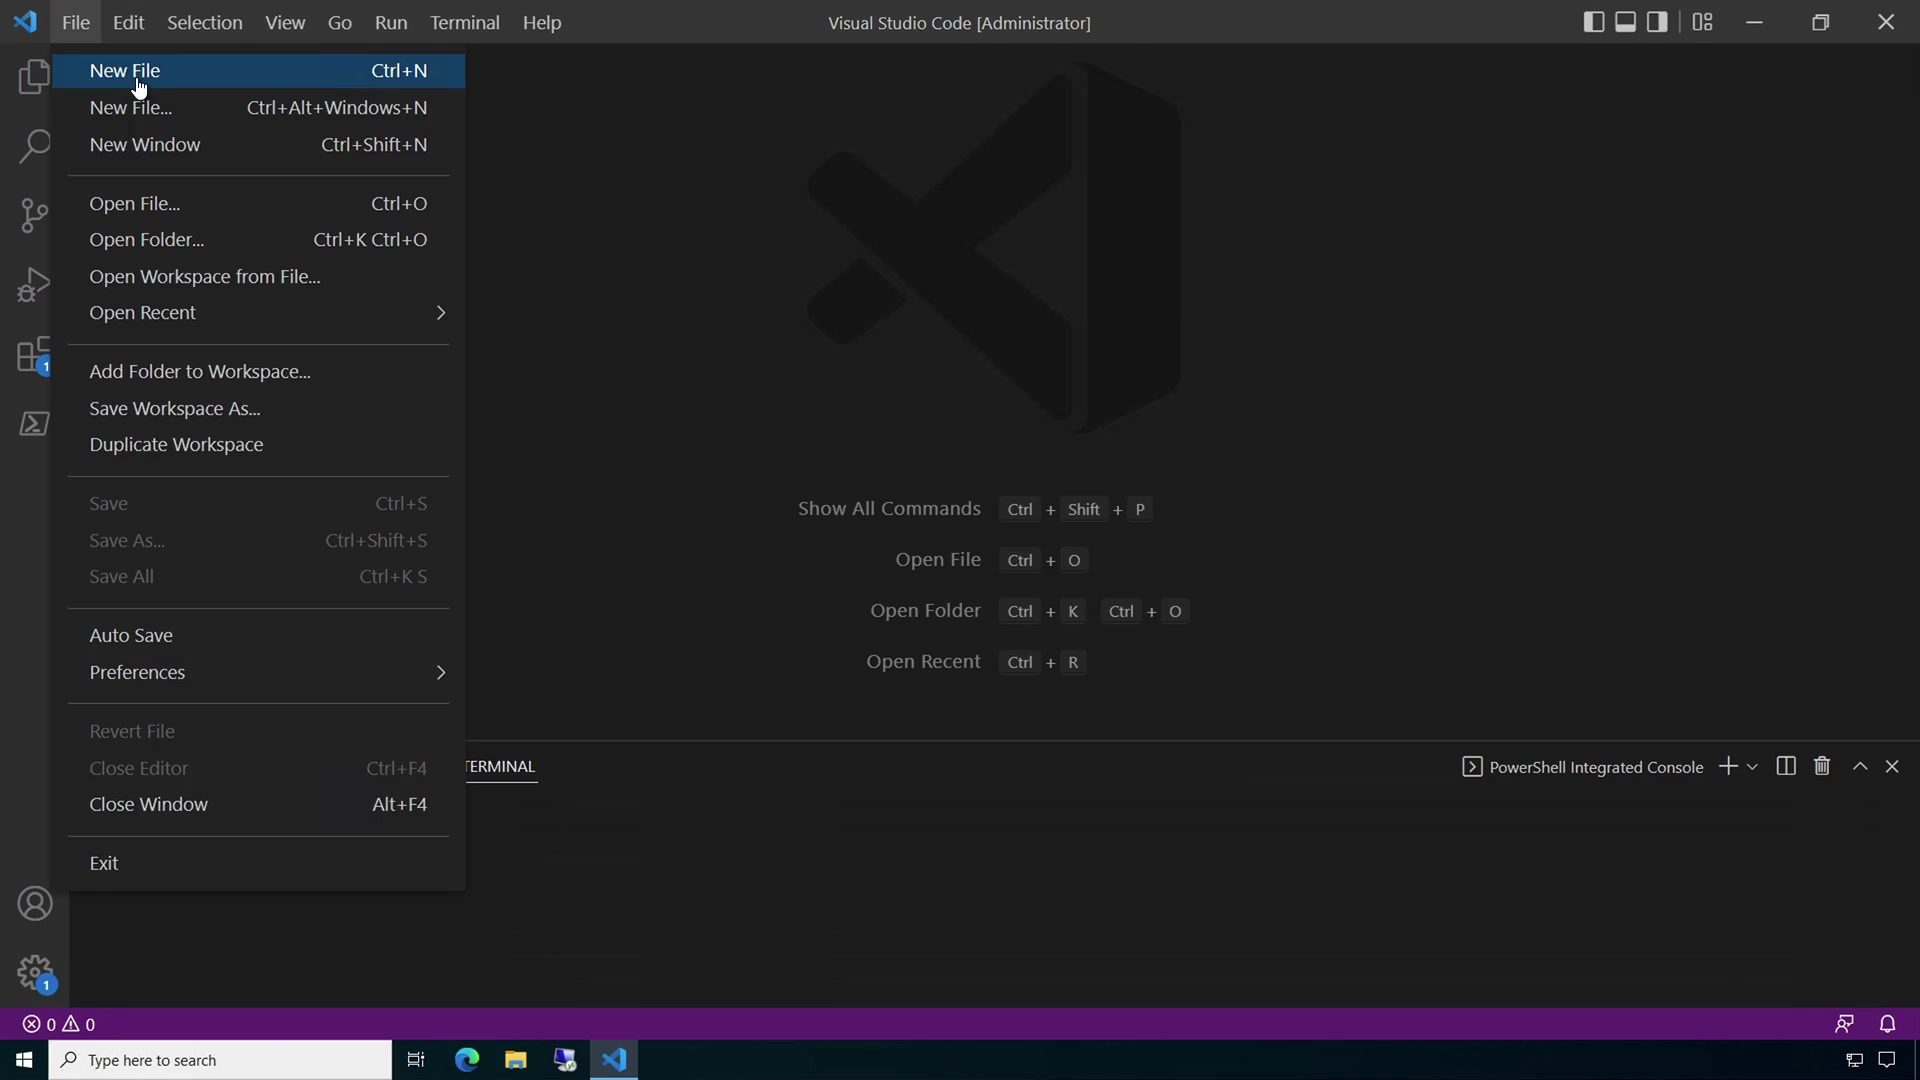 File Edit Selection View Go Run Terminal Help Visual Studio Code [Administrator]
New File Ctrl+N
New File... Ctrl+Alt+Windows+N
New Window Ctrl+Shift+N
Open File... Ctrl+O
Open Folder... Ctrl+K Ctrl+O
Open Workspace from File...
Open Recent
Add Folder to Workspace...
Save Workspace As...
Duplicate Workspace
Save Ctrl+S
Save As... Ctrl+Shift+S
Save All Ctrl+K S
Auto Save
Preferences
Revert File
Close Editor Ctrl+F4
Close Window Alt+F4
Exit
Show All Commands Ctrl + Shift + P
Open File Ctrl + O
Open Folder Ctrl + K Ctrl + O
Open Recent Ctrl + R
TERMINAL PowerShell Integrated Console
1
1
0 0
Type here to search